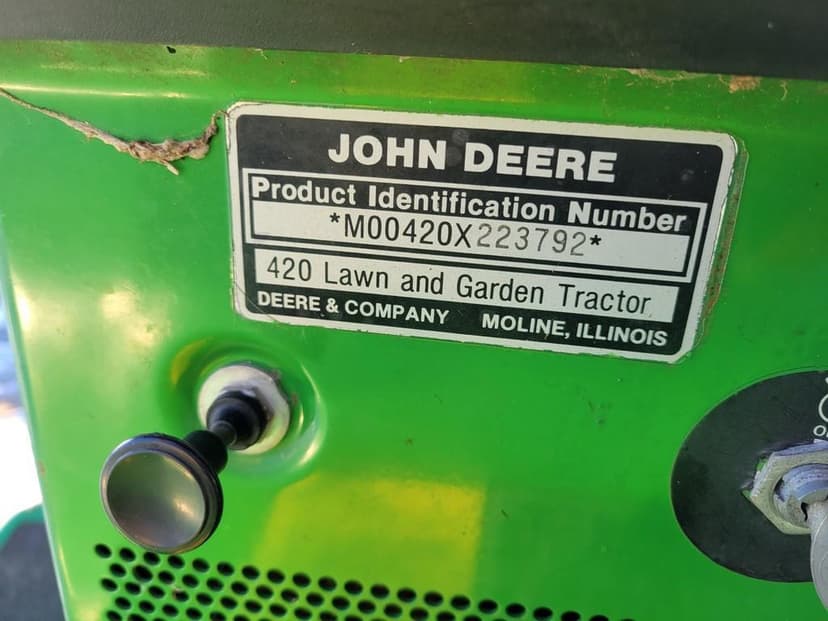 JOHN DEERE
Product Identification Number
*M00420X223792*
420 Lawn and Garden Tractor
DEERE & COMPANY MOLINE, ILLINOIS